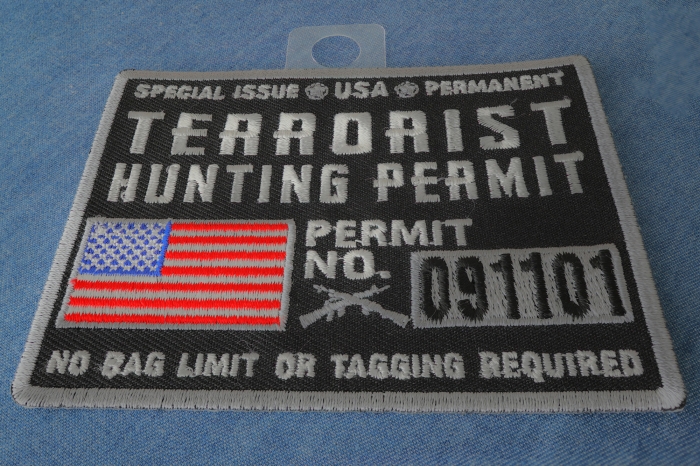 SPECIAL ISSUE USA PERMANENT
TERRORIST
HUNTING PERMIT
PERMIT
NO.
091101
NO BAG LIMIT OR TAGGING REQUIRED